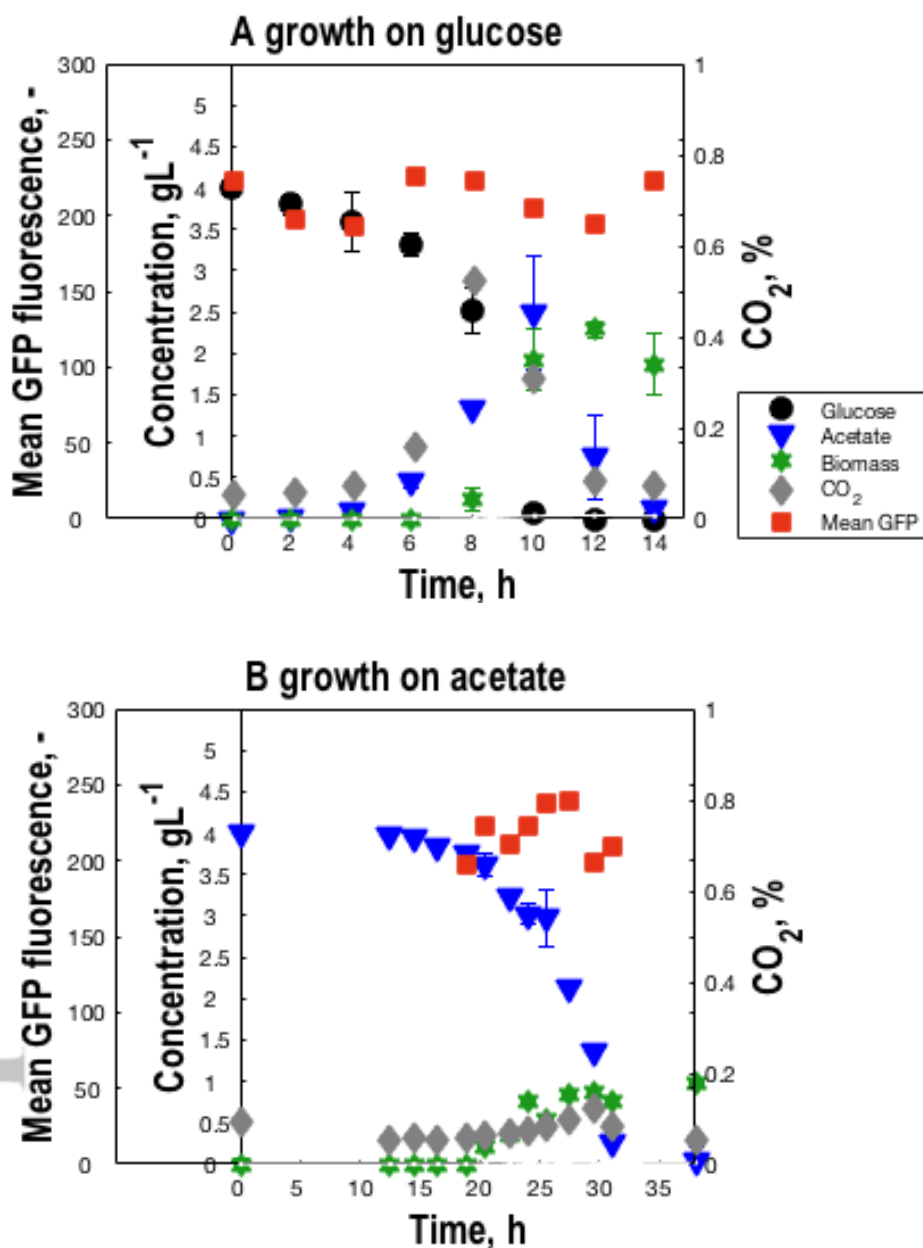 A growth on glucose
Mean GFP fluorescence, -
300
250
200
150
100
50
0
Concentration, gL⁻¹
5
4.5
4
3.5
3
2.5
2
1.5
1
0.5
0
1
0.8
0.6
0.4
0.2
0
CO₂, %
0 2 4 6 8 10 12 14
Time, h
Glucose
Acetate
Biomass
CO₂
Mean GFP
B growth on acetate
Mean GFP fluorescence, -
300
250
200
150
100
50
0
Concentration, gL⁻¹
5
4.5
4
3.5
3
2.5
2
1.5
1
0.5
0
1
0.8
0.6
0.4
0.2
0
CO₂, %
0 5 10 15 20 25 30 35
Time, h